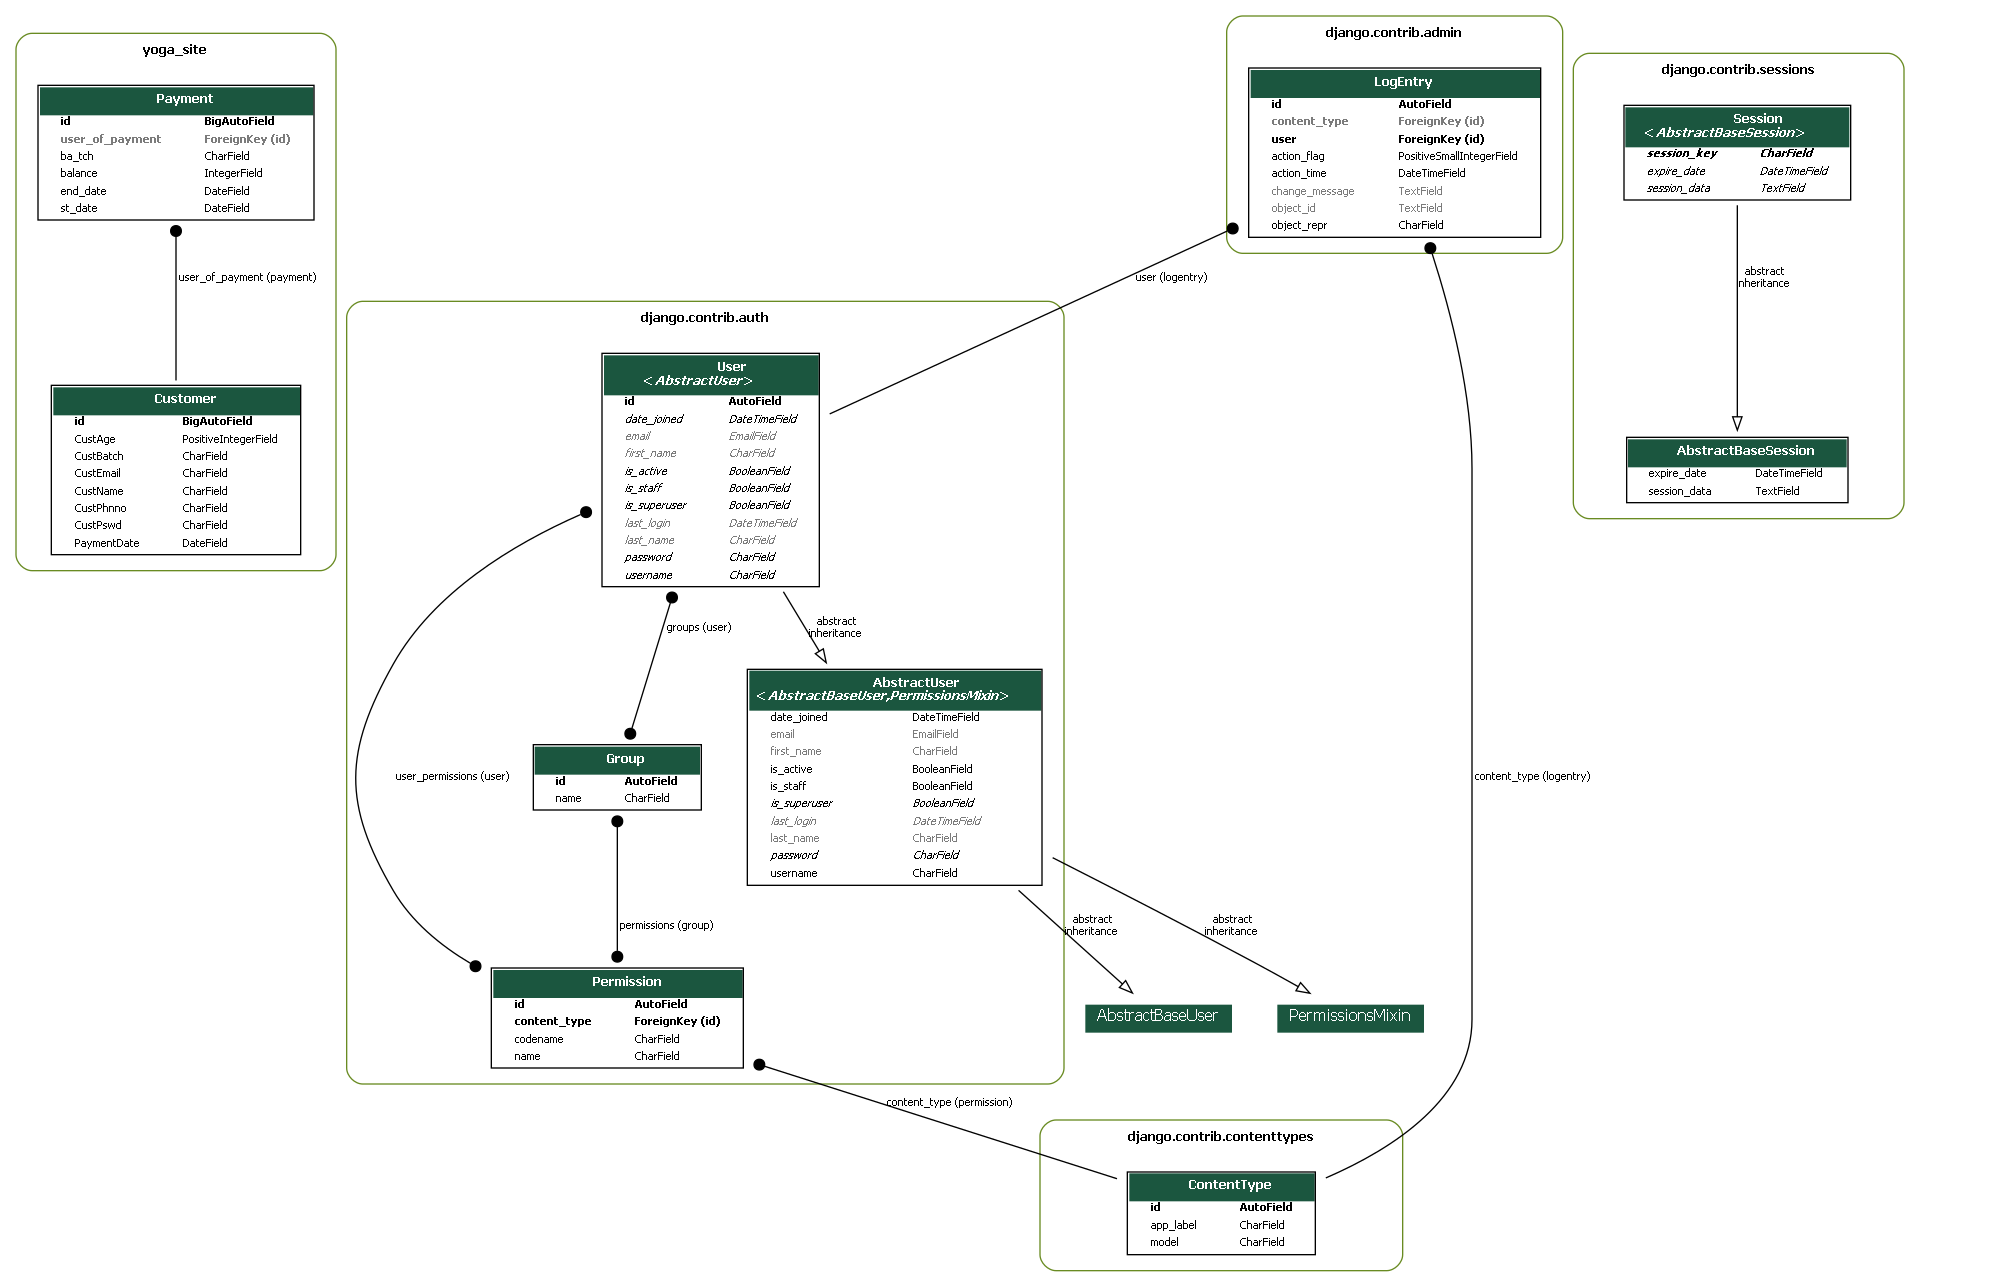 yoga_site
Payment
id BigAutoField
user_of_payment ForeignKey (id)
ba_tch CharField
balance IntegerField
end_date DateField
st_date DateField
user_of_payment (payment)
Customer
id BigAutoField
CustAge PositiveIntegerField
CustBatch CharField
CustEmail CharField
CustName CharField
CustPhnno CharField
CustPswd CharField
PaymentDate DateField
django.contrib.admin
LogEntry
id AutoField
content_type ForeignKey (id)
user ForeignKey (id)
action_flag PositiveSmallIntegerField
action_time DateTimeField
change_message TextField
object_id TextField
object_repr CharField
user (logentry)
content_type (logentry)
django.contrib.sessions
Session
<AbstractBaseSession>
session_key CharField
expire_date DateTimeField
session_data TextField
abstract
inheritance
AbstractBaseSession
expire_date DateTimeField
session_data TextField
django.contrib.auth
User
<AbstractUser>
id AutoField
date_joined DateTimeField
email EmailField
first_name CharField
is_active BooleanField
is_staff BooleanField
is_superuser BooleanField
last_login DateTimeField
last_name CharField
password CharField
username CharField
groups (user)
abstract
inheritance
user_permissions (user)
Group
id AutoField
name CharField
permissions (group)
AbstractUser
<AbstractBaseUser,PermissionsMixin>
date_joined DateTimeField
email EmailField
first_name CharField
is_active BooleanField
is_staff BooleanField
is_superuser BooleanField
last_login DateTimeField
last_name CharField
password CharField
username CharField
abstract
inheritance
abstract
inheritance
AbstractBaseUser
PermissionsMixin
Permission
id AutoField
content_type ForeignKey (id)
codename CharField
name CharField
content_type (permission)
django.contrib.contenttypes
ContentType
id AutoField
app_label CharField
model CharField